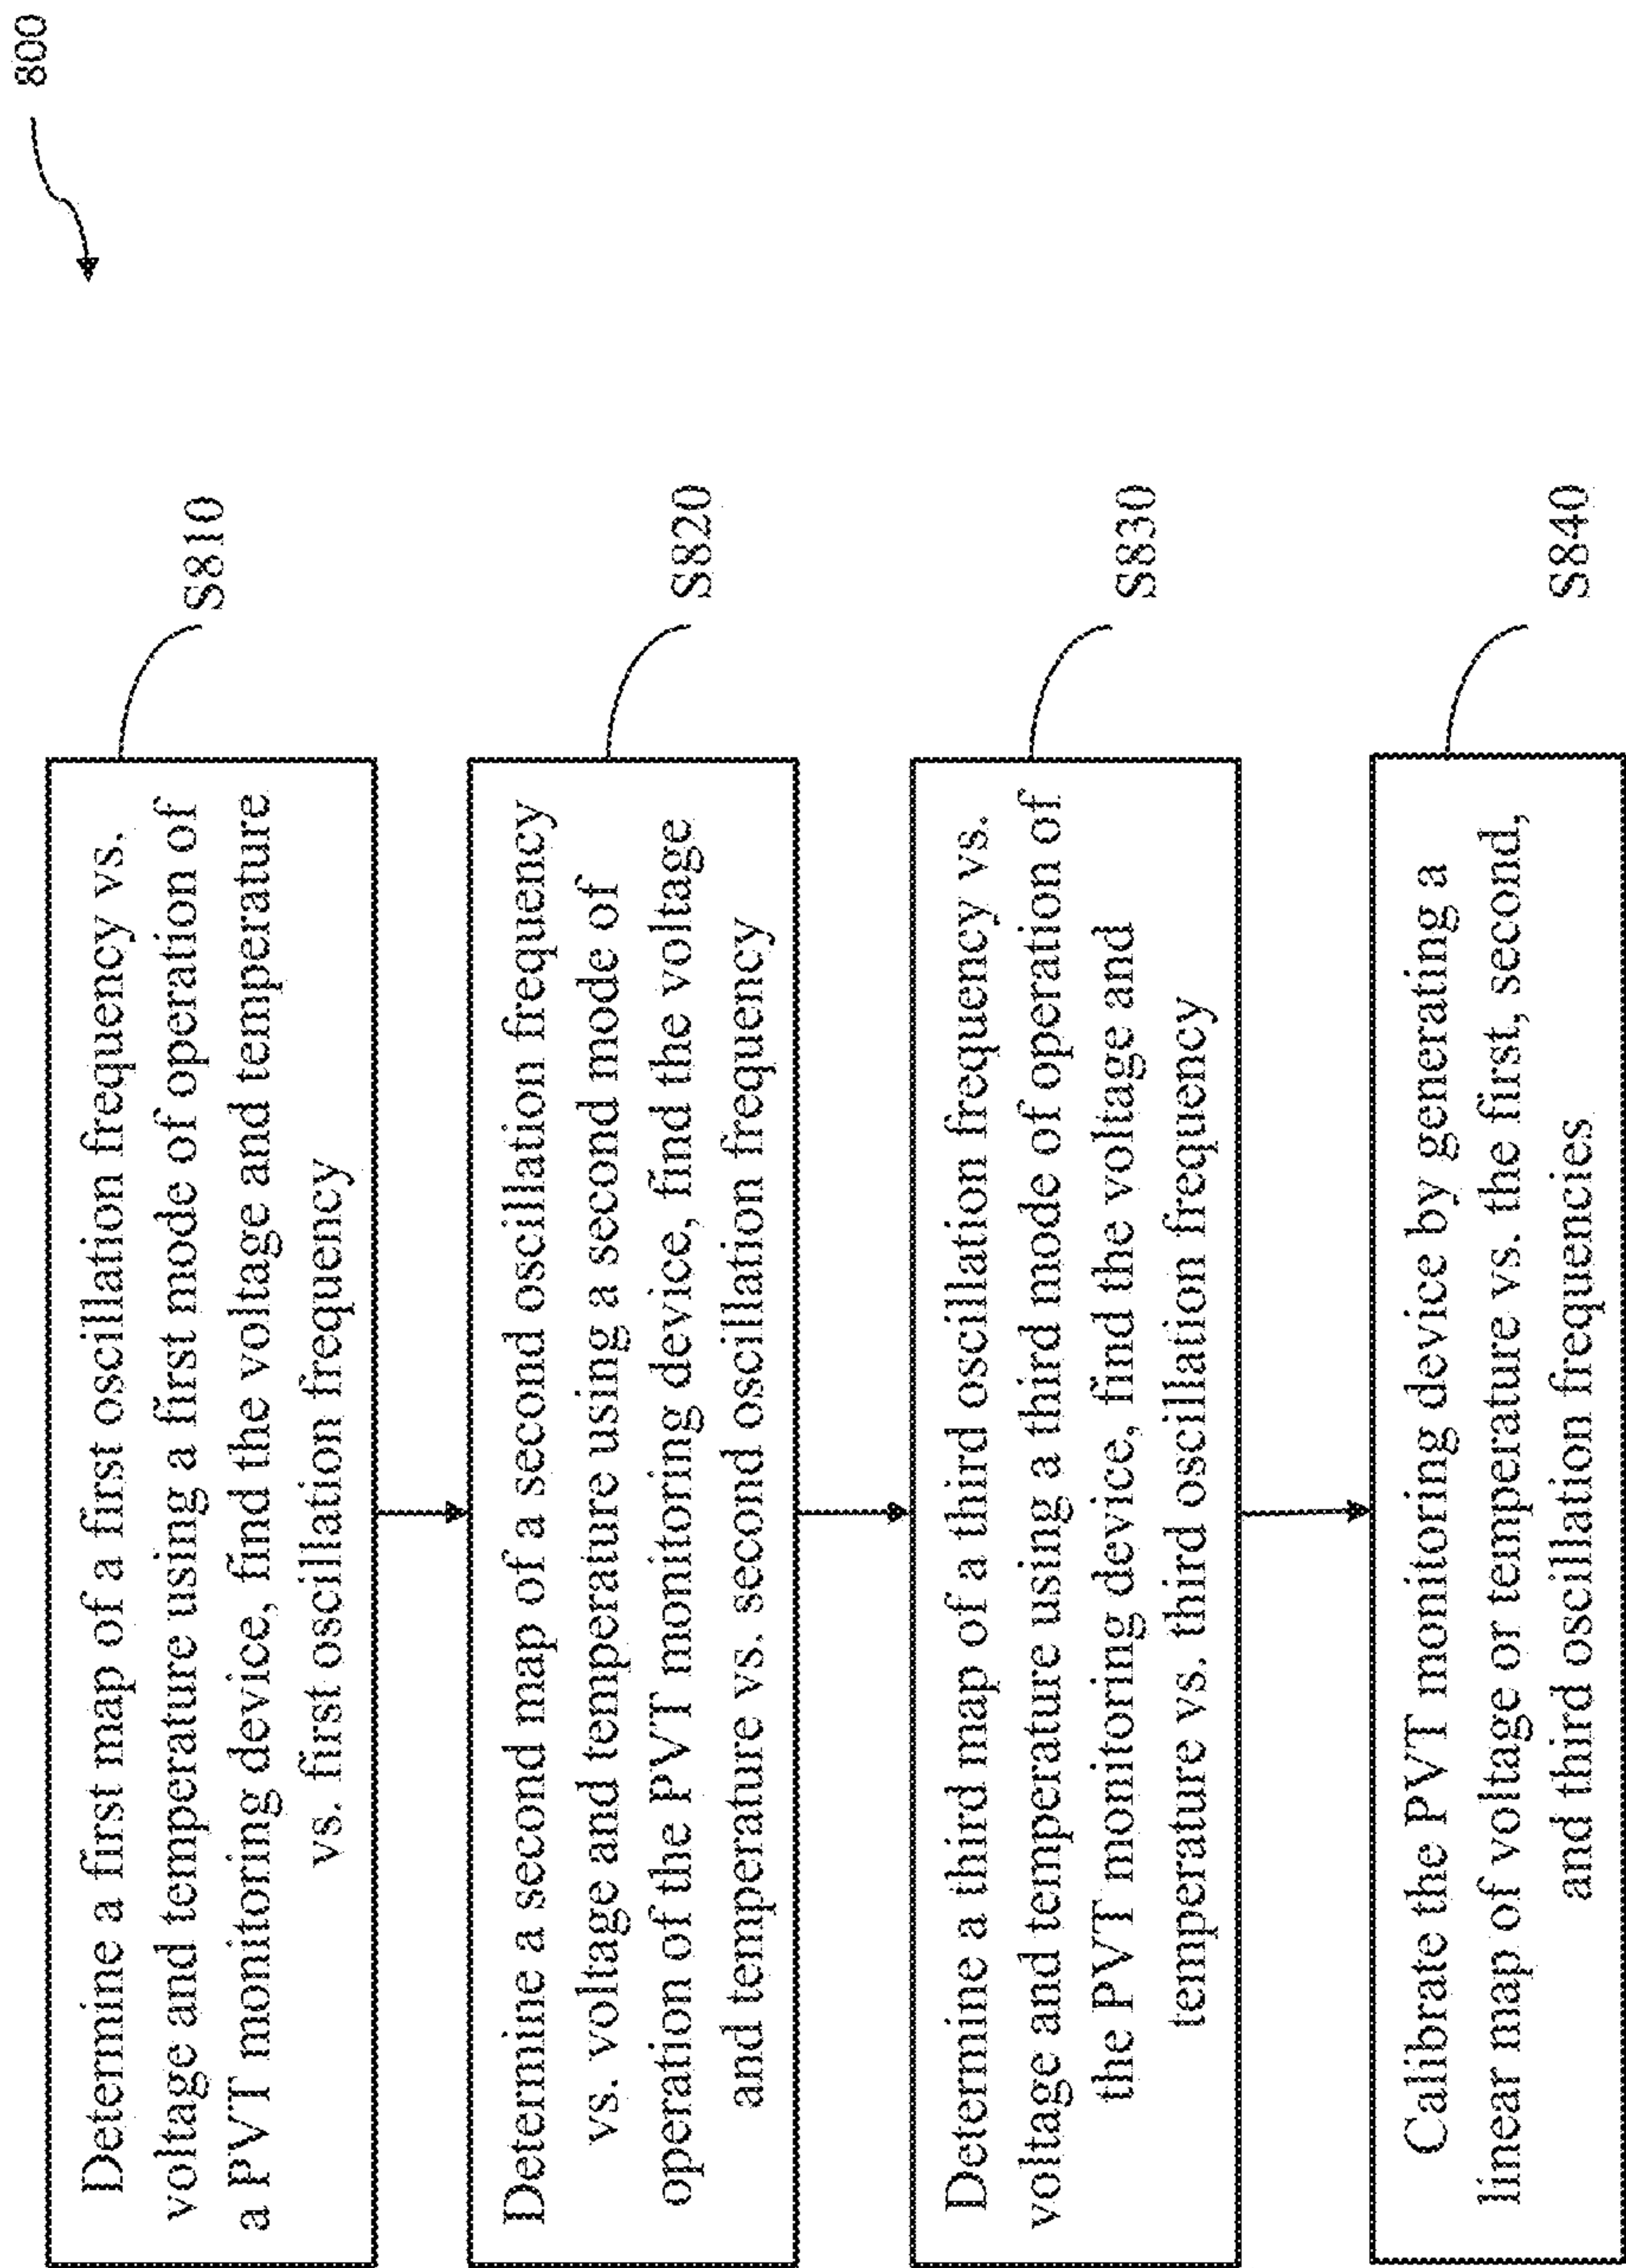 800
Determine a first map of a first oscillation frequency vs.
voltage and temperature using a first mode of operation of
a PVT monitoring device, find the voltage and temperature
vs. first oscillation frequency
S810
Determine a second map of a second oscillation frequency
vs. voltage and temperature using a second mode of
operation of the PVT monitoring device, find the voltage
and temperature vs. second oscillation frequency
S820
Determine a third map of a third oscillation frequency vs.
voltage and temperature using a third mode of operation of
the PVT monitoring device, find the voltage and
temperature vs. third oscillation frequency
S830
Calibrate the PVT monitoring device by generating a
linear map of voltage or temperature vs. the first, second,
and third oscillation frequencies
S840